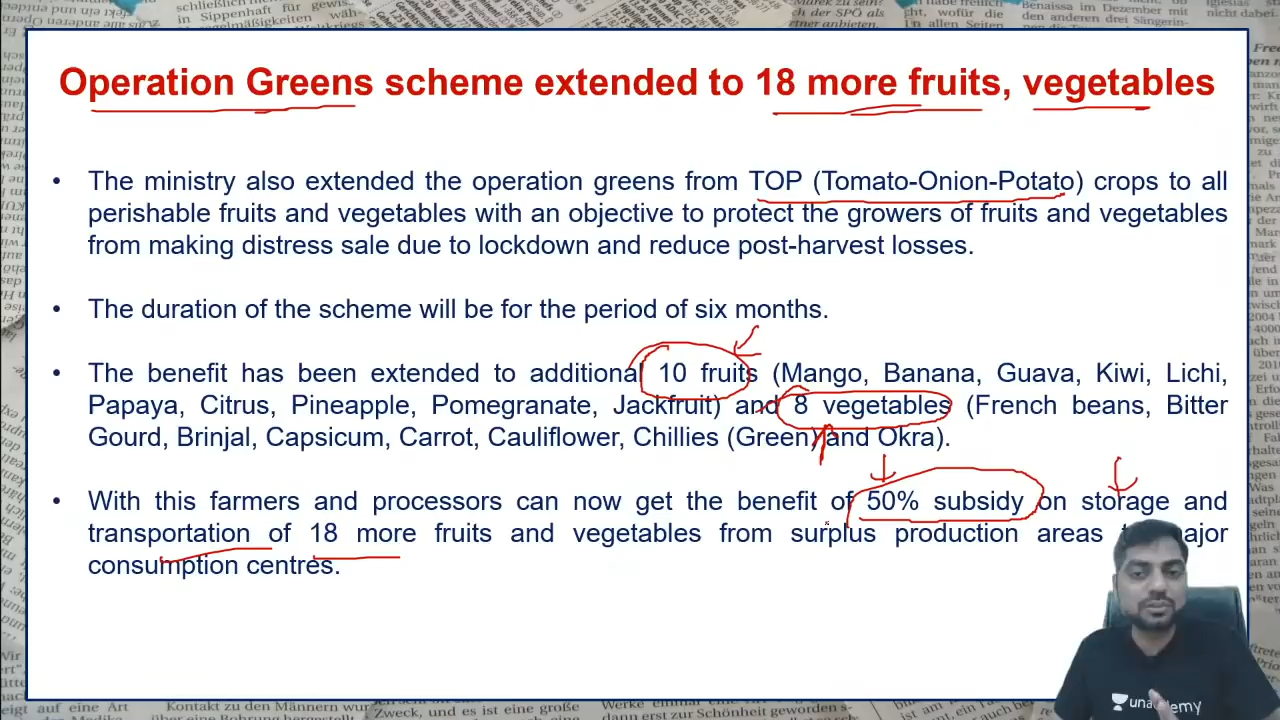 Operation Greens scheme extended to 18 more fruits, vegetables
• The ministry also extended the operation greens from TOP (Tomato-Onion-Potato) crops to all
perishable fruits and vegetables with an objective to protect the growers of fruits and vegetables
from making distress sale due to lockdown and reduce post-harvest losses.
• The duration of the scheme will be for the period of six months.
• The benefit has been extended to additional 10 fruits (Mango, Banana, Guava, Kiwi, Lichi,
Papaya, Citrus, Pineapple, Pomegranate, Jackfruit) and 8 vegetables (French beans, Bitter
Gourd, Brinjal, Capsicum, Carrot, Cauliflower, Chillies (Green) and Okra).
• With this farmers and processors can now get the benefit of 50% subsidy on storage and
transportation of 18 more fruits and vegetables from surplus production areas major
consumption centres.
unacademy